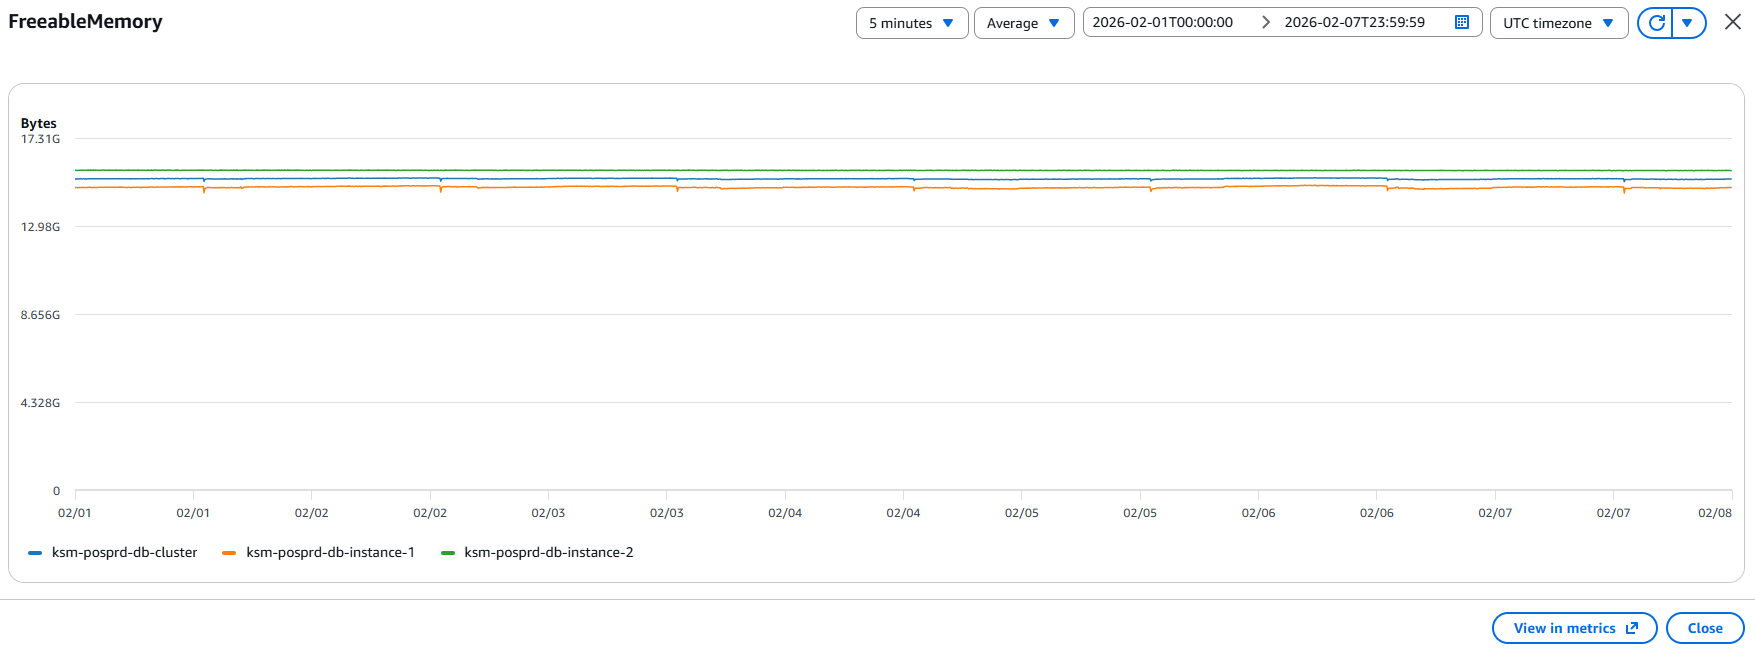 FreeableMemory
5 minutes Average 2026-02-01T00:00:00 2026-02-07T23:59:59 UTC timezone
Bytes
17.31G
12.98G
8.656G
4.328G
0
02/01 02/01 02/02 02/02 02/03 02/03 02/04 02/04 02/05 02/05 02/06 02/06 02/07 02/07 02/08
ksm-posprd-db-cluster ksm-posprd-db-instance-1 ksm-posprd-db-instance-2
View in metrics Close